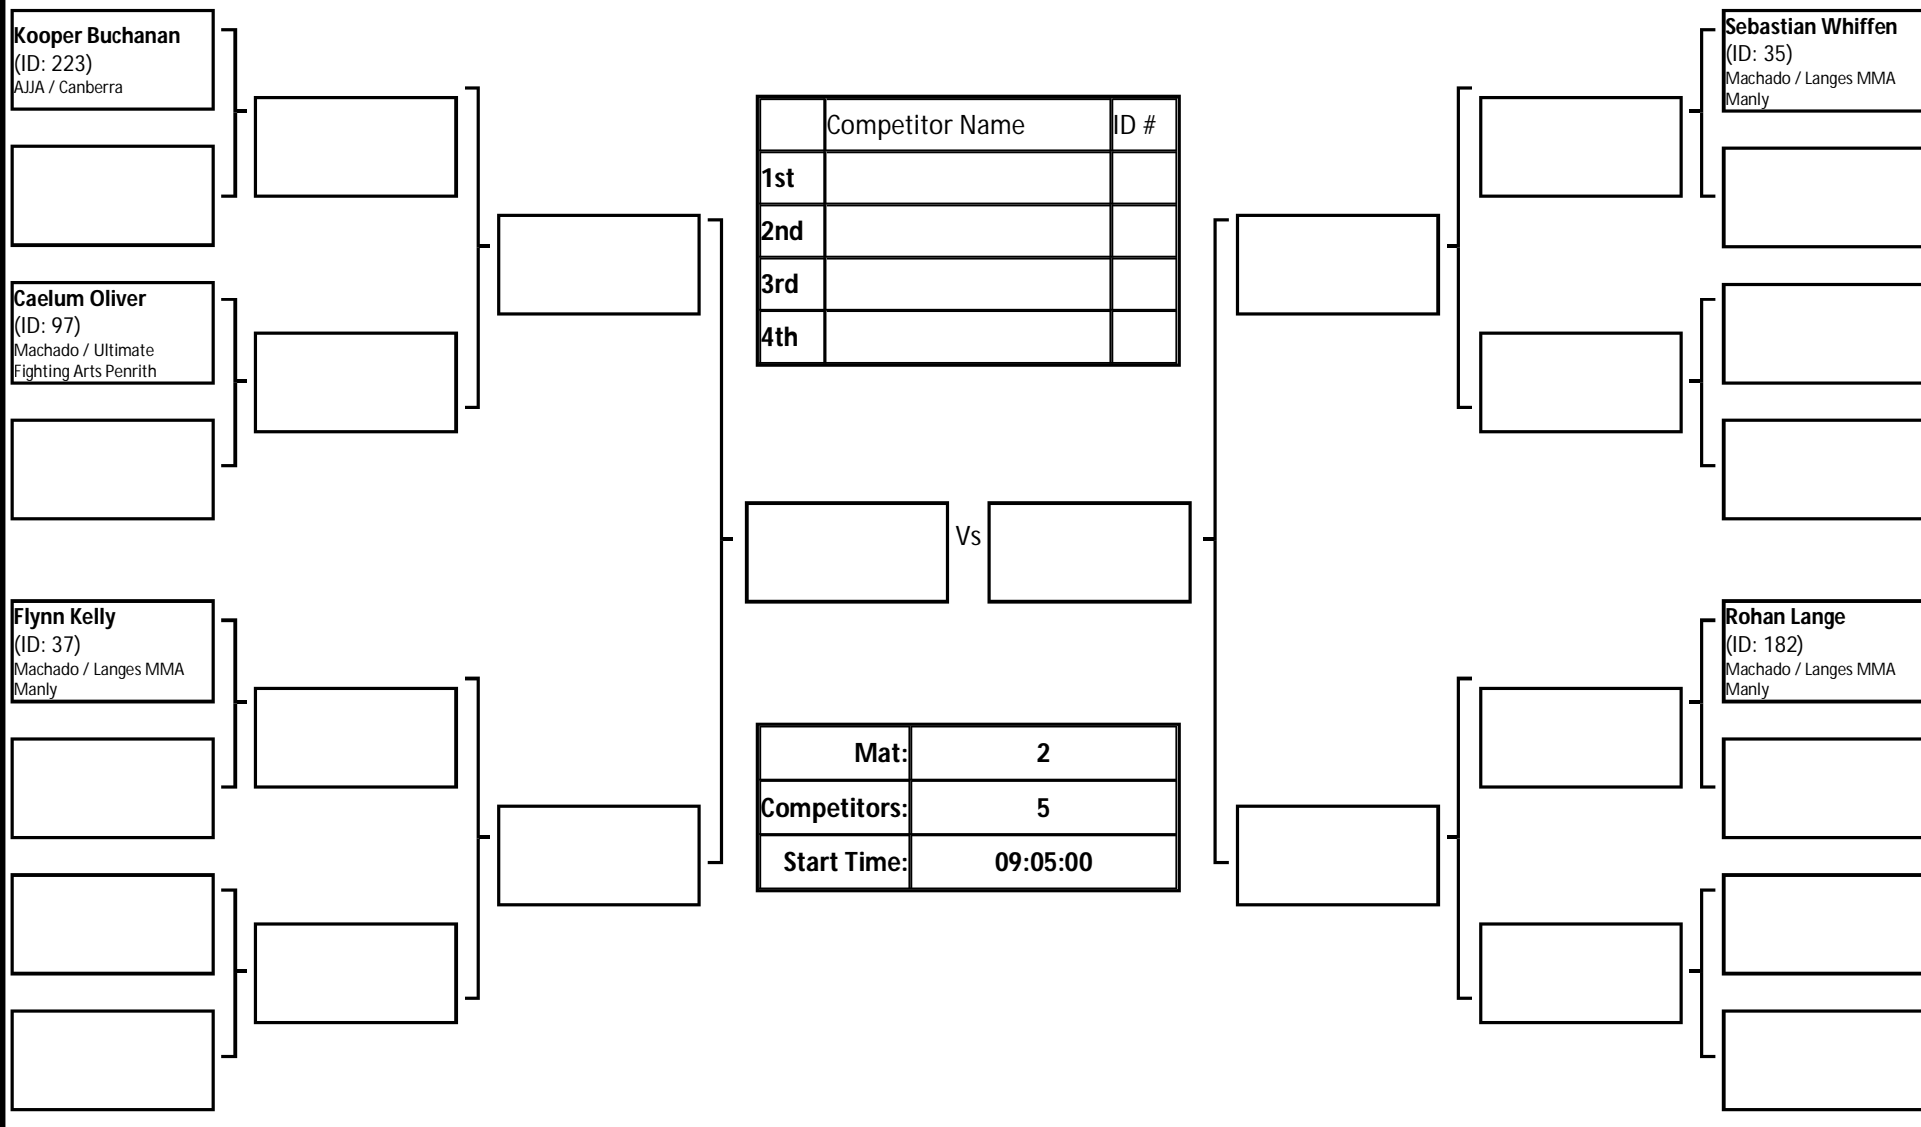 Kooper Buchanan
(ID: 223)
AJJA / Canberra
Caelum Oliver
(ID: 97)
Machado / Ultimate
Fighting Arts Penrith
Flynn Kelly
(ID: 37)
Machado / Langes MMA
Manly
Competitor Name ID #
1st
2nd
3rd
4th
Vs
Mat: 2
Competitors: 5
Start Time: 09:05:00
Sebastian Whiffen
(ID: 35)
Machado / Langes MMA
Manly
Rohan Lange
(ID: 182)
Machado / Langes MMA
Manly